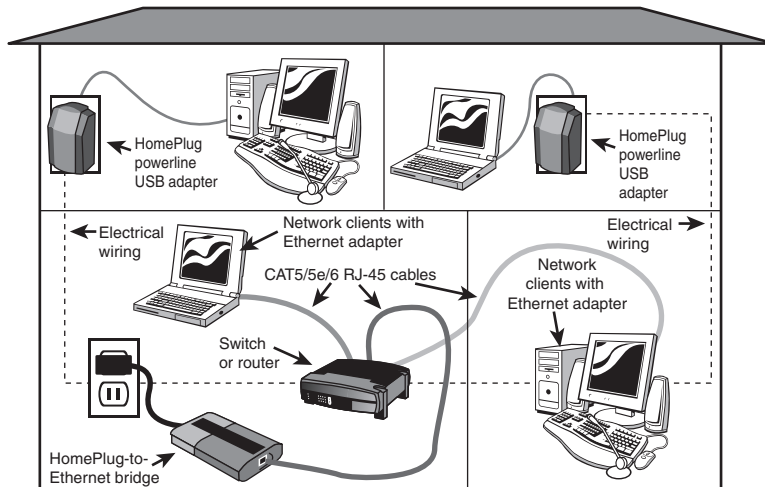 HomePlug
powerline
USB adapter
HomePlug
powerline
USB
adapter
Electrical
wiring
Network clients with
Ethernet adapter
Electrical
wiring
CAT5/5e/6 RJ-45 cables
Network
clients with
Ethernet adapter
Switch
or router
HomePlug-to-
Ethernet bridge